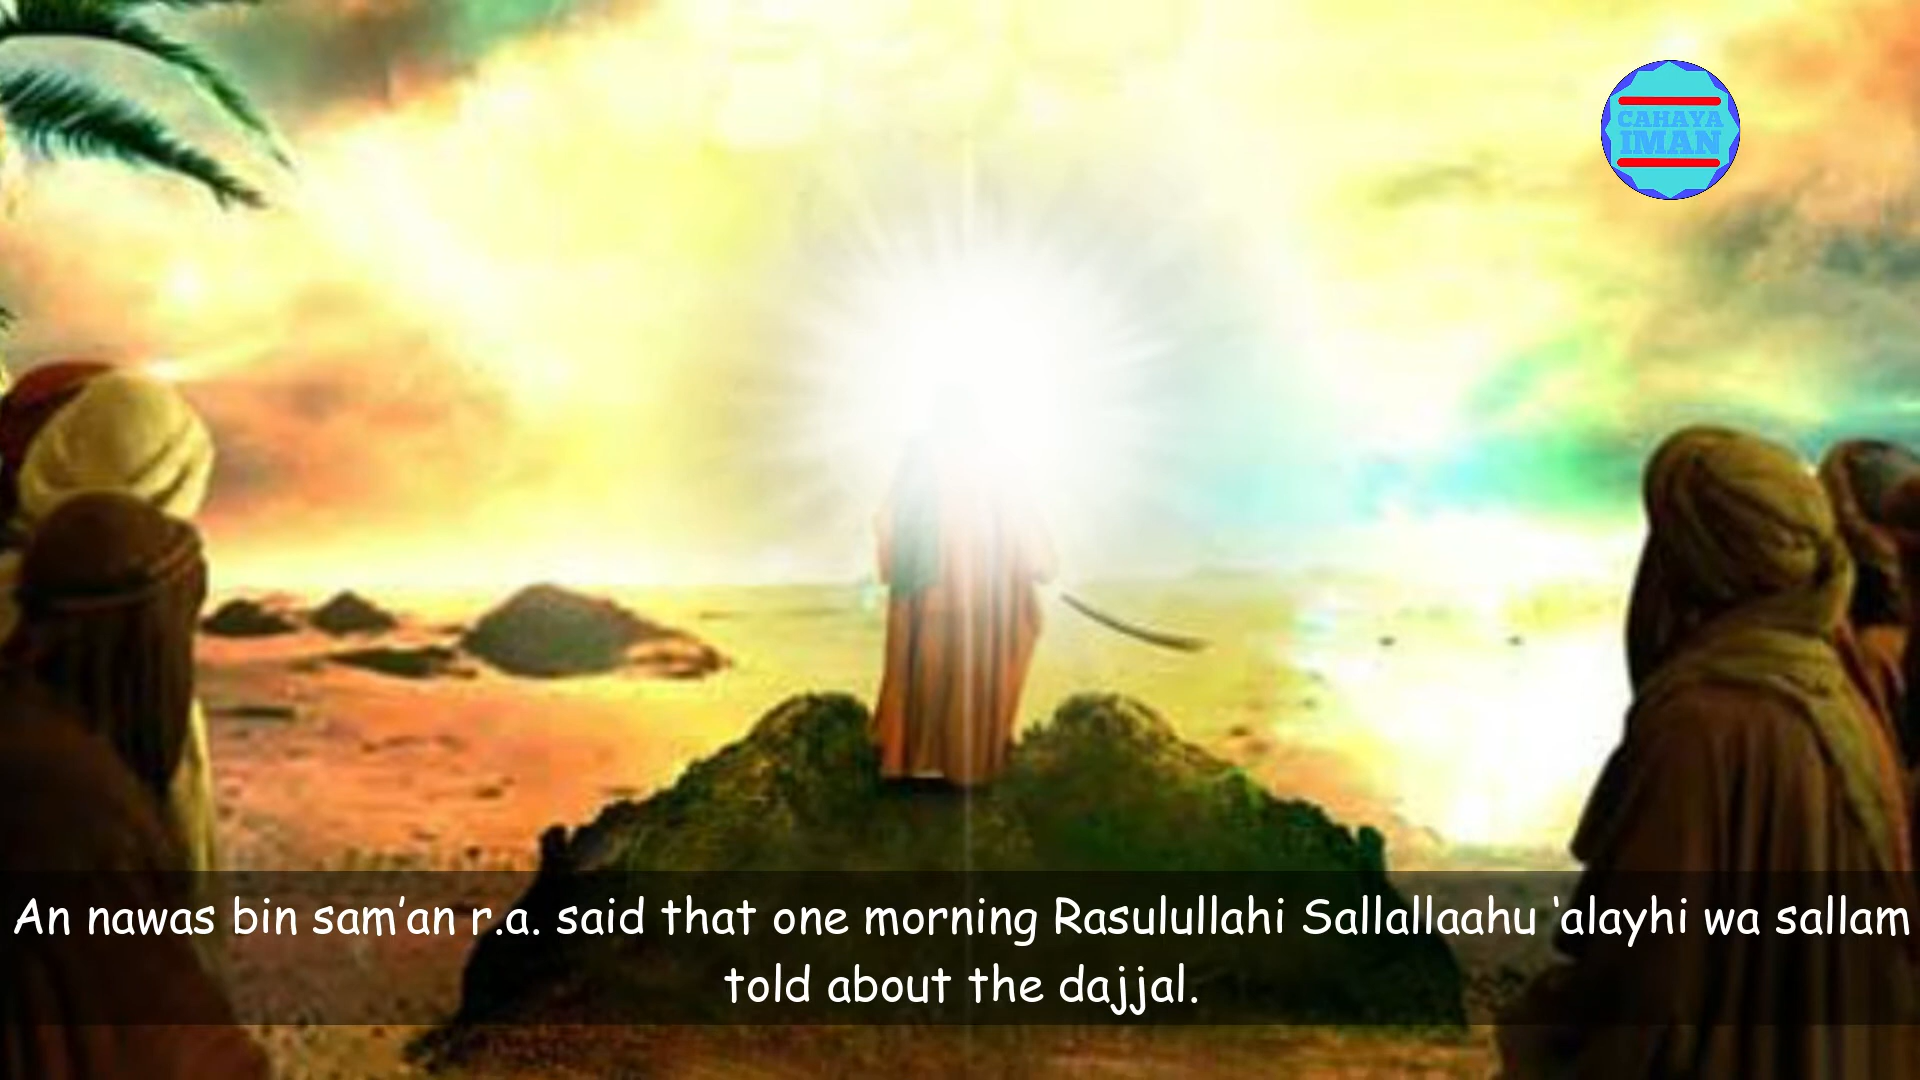 CAHAYA
IMAN
An nawas bin sam’an r.a. said that one morning Rasulullahi Sallallaahu ‘alayhi wa sallam
told about the dajjal.